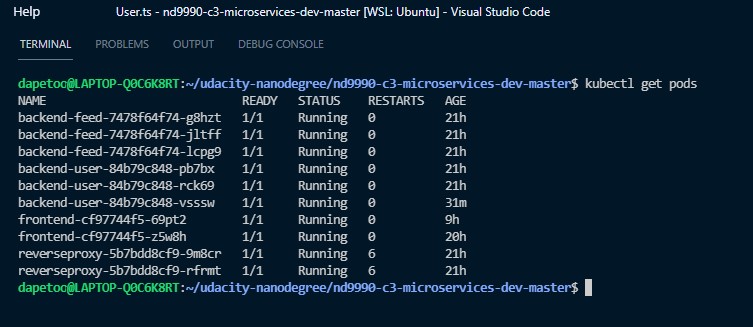 Help User.ts - nd9990-c3-microservices-dev-master [WSL: Ubuntu] - Visual Studio Code
TERMINAL PROBLEMS OUTPUT DEBUG CONSOLE
dapetoo@LAPTOP-Q0C6K8RT:~/udacity-nanodegree/nd9990-c3-microservices-dev-master$ kubectl get pods
NAME READY STATUS RESTARTS AGE
backend-feed-7478f64f74-g8hzt 1/1 Running 0 21h
backend-feed-7478f64f74-jltff 1/1 Running 0 21h
backend-feed-7478f64f74-lcpg9 1/1 Running 0 21h
backend-user-84b79c848-pb7bx 1/1 Running 0 21h
backend-user-84b79c848-rck69 1/1 Running 0 21h
backend-user-84b79c848-vsssw 1/1 Running 0 31m
frontend-cf97744f5-69pt2 1/1 Running 0 9h
frontend-cf97744f5-z5w8h 1/1 Running 0 20h
reverseproxy-5b7bdd8cf9-9m8cr 1/1 Running 6 21h
reverseproxy-5b7bdd8cf9-rfrmt 1/1 Running 6 21h
dapetoo@LAPTOP-Q0C6K8RT:~/udacity-nanodegree/nd9990-c3-microservices-dev-master$